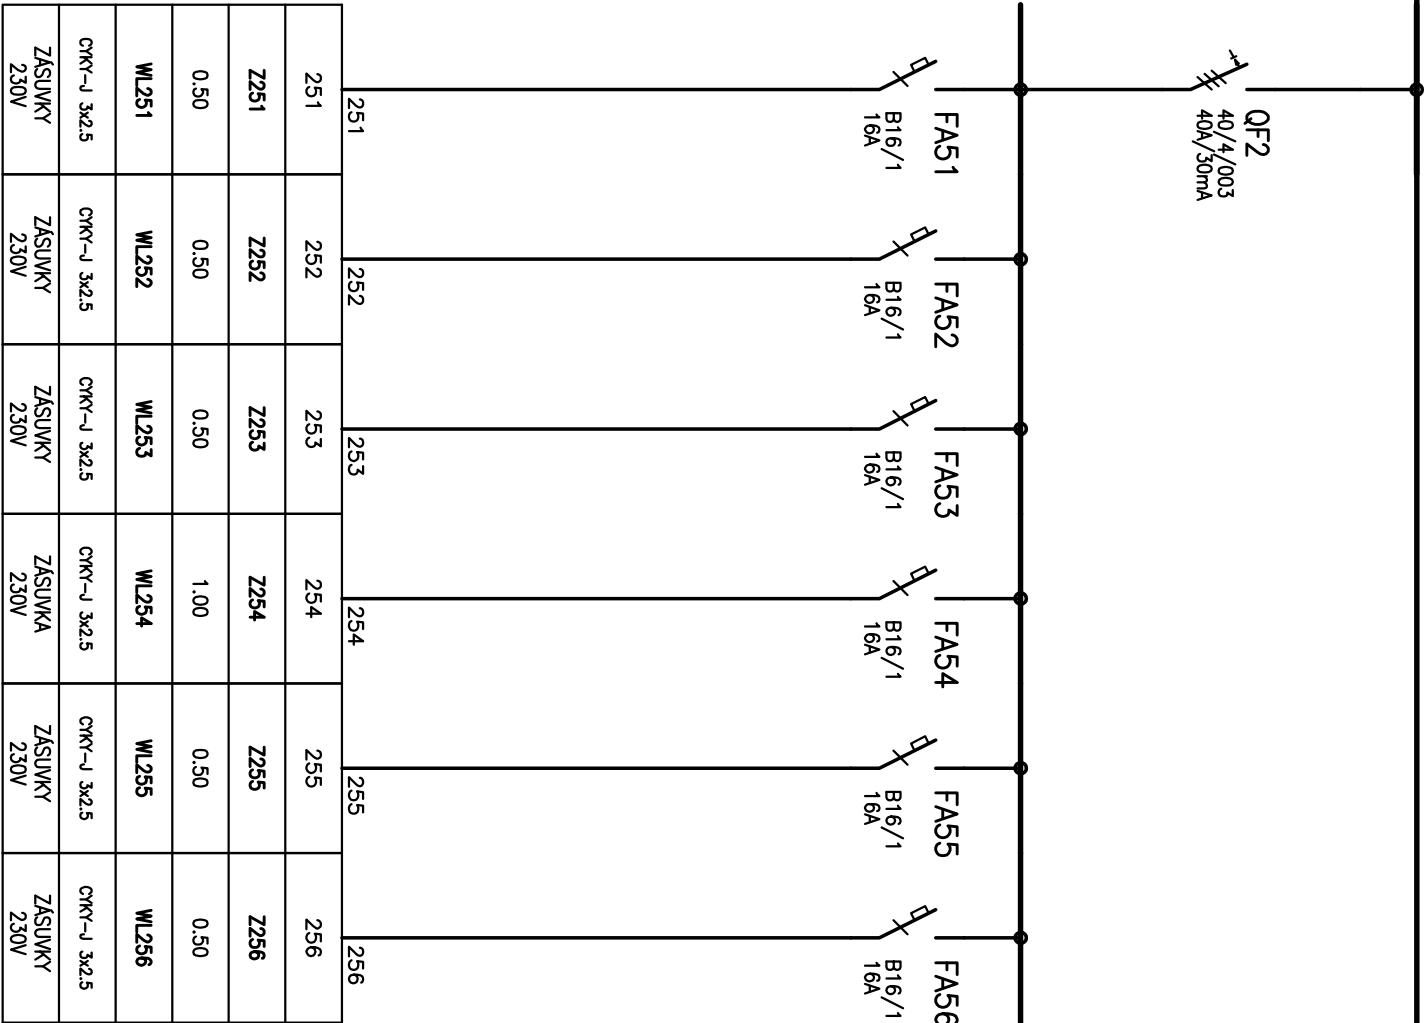 QF2
40/4/003
40A/30mA
FA51
B16/1
16A
FA52
B16/1
16A
FA53
B16/1
16A
FA54
B16/1
16A
FA55
B16/1
16A
FA56
B16/1
16A
251
252
253
254
255
256
251
252
253
254
255
256
Z251
Z252
Z253
Z254
Z255
Z256
0.50
0.50
0.50
1.00
0.50
0.50
WL251
WL252
WL253
WL254
WL255
WL256
CYKY-J 3x2.5
CYKY-J 3x2.5
CYKY-J 3x2.5
CYKY-J 3x2.5
CYKY-J 3x2.5
CYKY-J 3x2.5
ZÁSUVKY
230V
ZÁSUVKY
230V
ZÁSUVKY
230V
ZÁSUVKA
230V
ZÁSUVKY
230V
ZÁSUVKY
230V